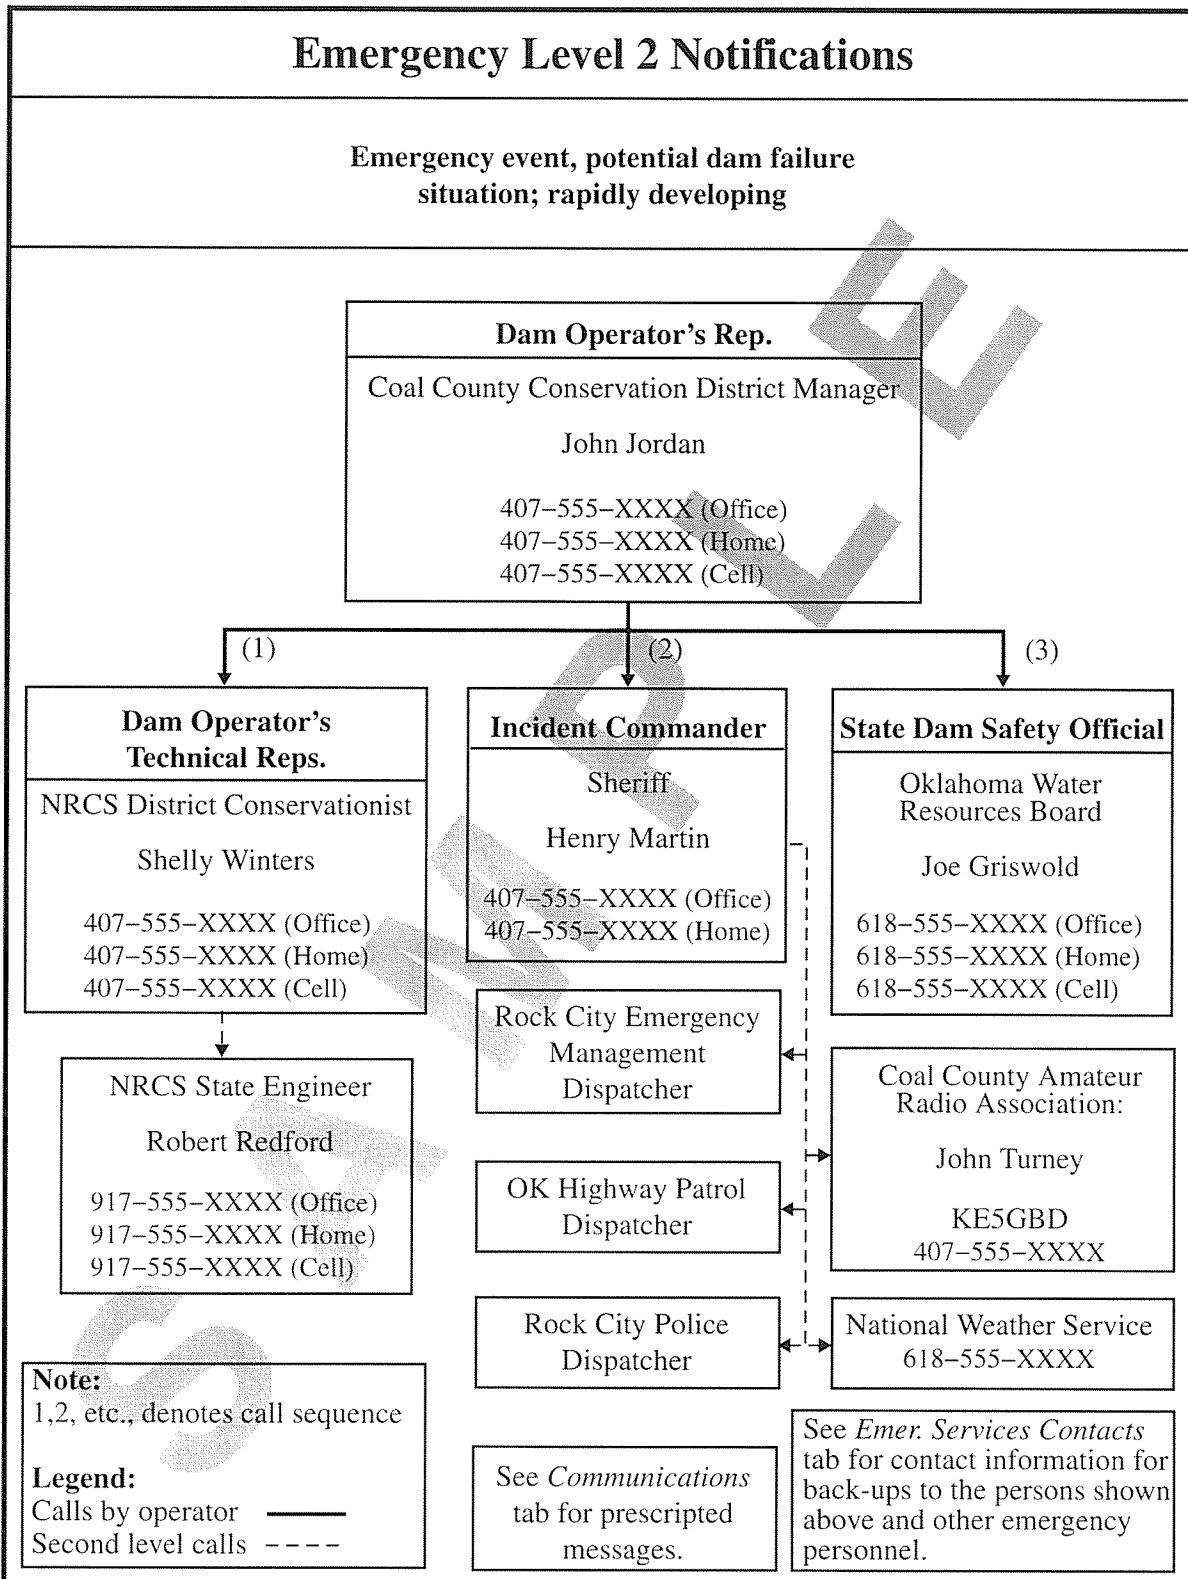 Emergency Level 2 Notifications
Emergency event, potential dam failure
situation; rapidly developing
Dam Operator's Rep.
Coal County Conservation District Manager
John Jordan
407–555–XXXX (Office)
407–555–XXXX (Home)
407–555–XXXX (Cell)
(1)
(2)
(3)
Dam Operator's
Technical Reps.
NRCS District Conservationist
Shelly Winters
407–555–XXXX (Office)
407–555–XXXX (Home)
407–555–XXXX (Cell)
NRCS State Engineer
Robert Redford
917–555–XXXX (Office)
917–555–XXXX (Home)
917–555–XXXX (Cell)
Incident Commander
Sheriff
Henry Martin
407–555–XXXX (Office)
407–555–XXXX (Home)
Rock City Emergency
Management
Dispatcher
OK Highway Patrol
Dispatcher
Rock City Police
Dispatcher
State Dam Safety Official
Oklahoma Water
Resources Board
Joe Griswold
618–555–XXXX (Office)
618–555–XXXX (Home)
618–555–XXXX (Cell)
Coal County Amateur
Radio Association:
John Turney
KE5GBD
407–555–XXXX
National Weather Service
618–555–XXXX
Note:
1,2, etc., denotes call sequence
Legend:
Calls by operator
Second level calls
See Communications
tab for prescripted
messages.
See Emer. Services Contacts
tab for contact information for
back-ups to the persons shown
above and other emergency
personnel.
SAMPLE